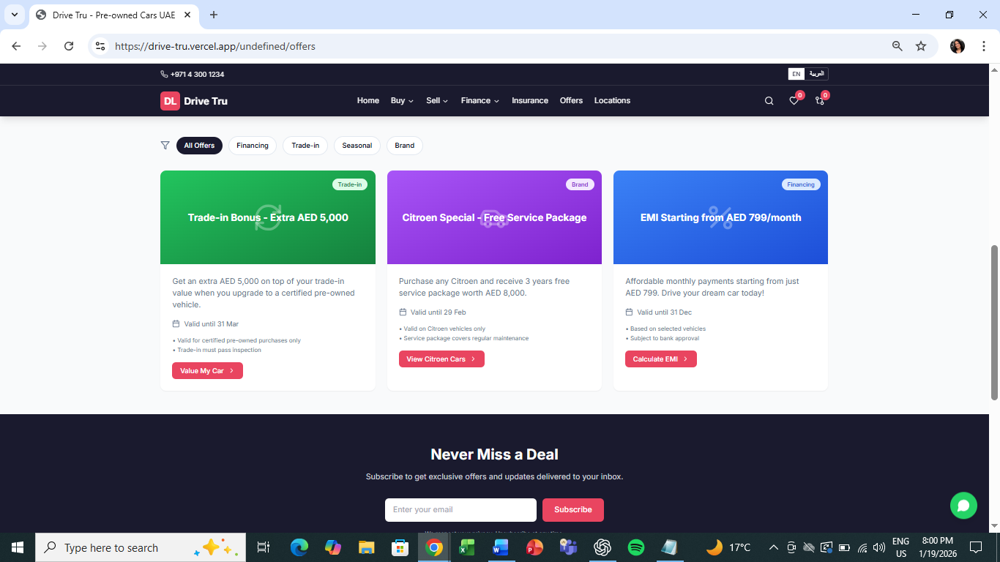 Drive Tru - Pre-owned Cars UAE
https://drive-tru.vercel.app/undefined/offers
+971 4 300 1234
EN العربية
DL Drive Tru Home Buy Sell Finance Insurance Offers Locations 0 0
All Offers Financing Trade-in Seasonal Brand
Trade-in
Trade-in Bonus - Extra AED 5,000
Get an extra AED 5,000 on top of your trade-in
value when you upgrade to a certified pre-owned
vehicle.
Valid until 31 Mar
• Valid for certified pre-owned purchases only
• Trade-in must pass inspection
Value My Car
Brand
Citroen Special - Free Service Package
Purchase any Citroen and receive 3 years free
service package worth AED 8,000.
Valid until 29 Feb
• Valid on Citroen vehicles only
• Service package covers regular maintenance
View Citroen Cars
Financing
EMI Starting from AED 799/month
Affordable monthly payments starting from just
AED 799. Drive your dream car today!
Valid until 31 Dec
• Based on selected vehicles
• Subject to bank approval
Calculate EMI
Never Miss a Deal
Subscribe to get exclusive offers and updates delivered to your inbox.
Enter your email Subscribe
Type here to search
17°C
ENG
US
8:00 PM
1/19/2026